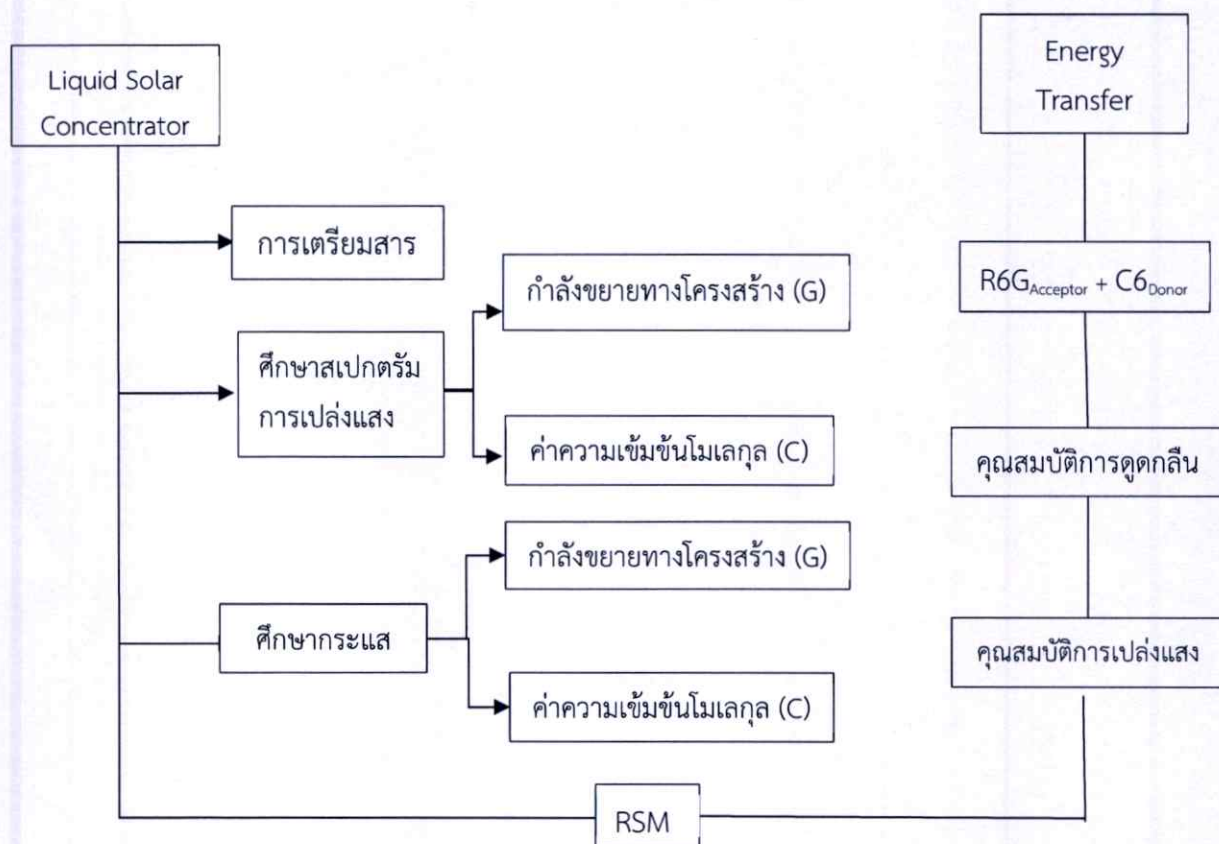 Liquid Solar
Concentrator
การเตรียมสาร
ศึกษาสเปกตรัม
การเปล่งแสง
กำลังขยายทางโครงสร้าง (G)
ค่าความเข้มข้นโมเลกุล (C)
ศึกษากระแส
กำลังขยายทางโครงสร้าง (G)
ค่าความเข้มข้นโมเลกุล (C)
RSM
Energy
Transfer
R6GAcceptor + C6Donor
คุณสมบัติการดูดกลืน
คุณสมบัติการเปล่งแสง